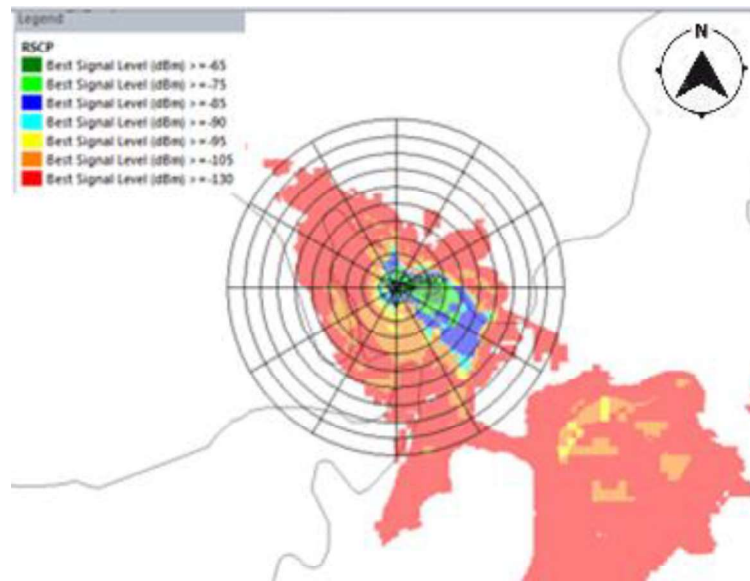 Legend
RSCP
Best Signal Level (dBm) >=-65
Best Signal Level (dBm) >=-75
Best Signal Level (dBm) >=-85
Best Signal Level (dBm) >=-90
Best Signal Level (dBm) >=-95
Best Signal Level (dBm) >=-105
Best Signal Level (dBm) >=-130
N